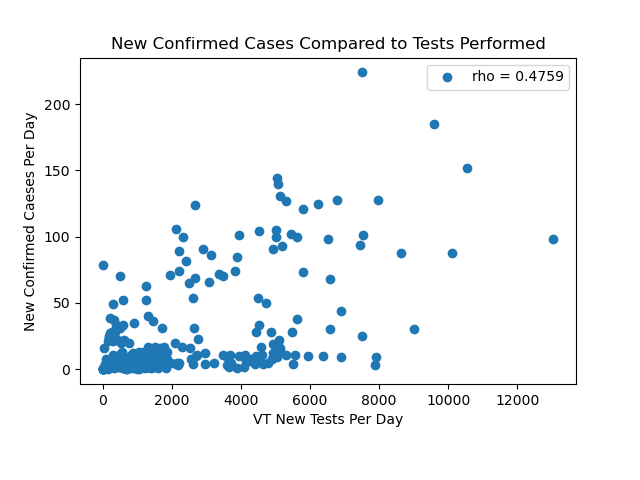 New Confirmed Cases Compared to Tests Performed
rho = 0.4759
New Confirmed Caeses Per Day
200
150
100
50
0
0 2000 4000 6000 8000 10000 12000
VT New Tests Per Day